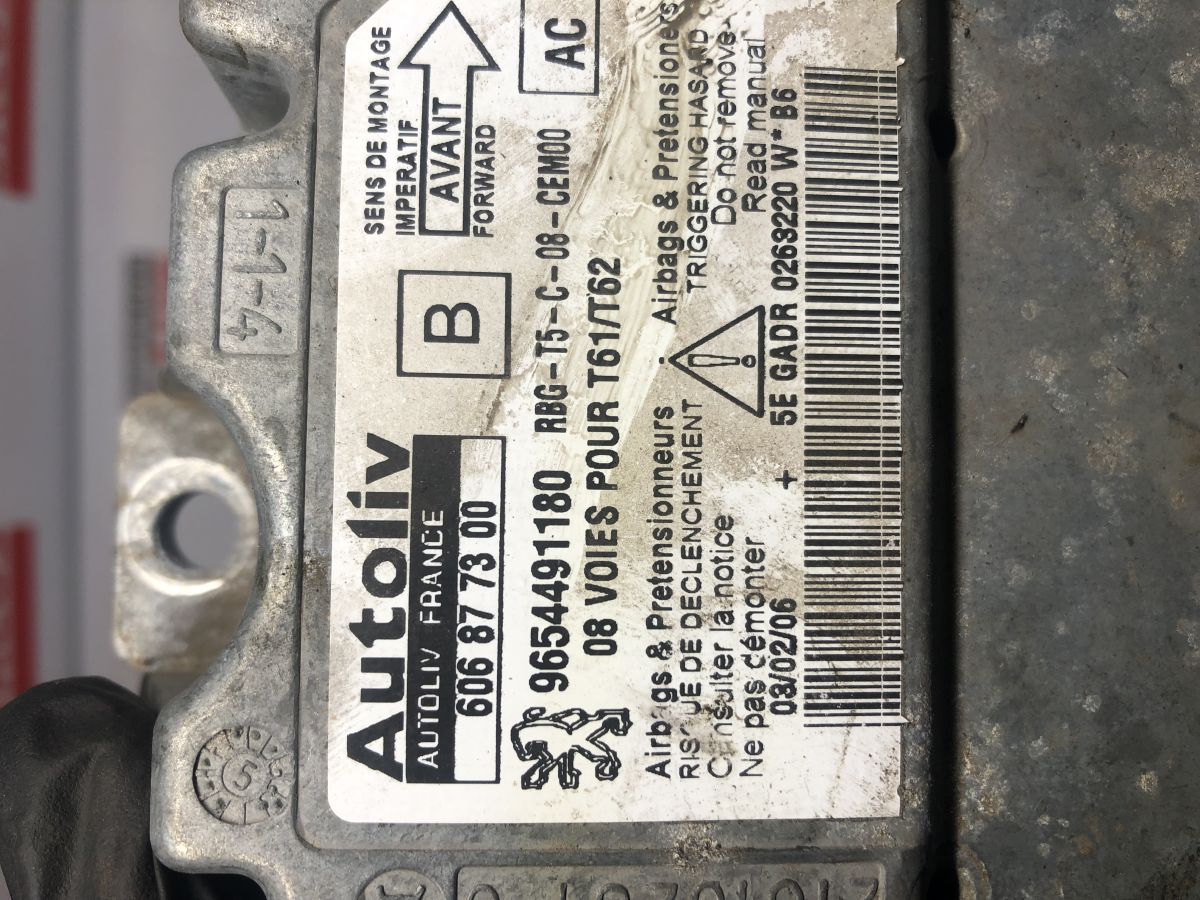 Autoliv
AUTOLIV FRANCE
606 87 73 00
B
SENS DE MONTAGE
IMPERATIF
AVANT
FORWARD
AC
9654491180
RBG-T5-C-08-CEM00
08 VOIES POUR T61/T62
Airbags & Pretensionneurs
RISQUE DE DECLENCHEMENT
Consulter la notice
Ne pas démonter
Airbags & Pretensioners
TRIGGERING HASARD
Do not remove
Read manual
03/02/06 + 5E GADR 0263220 W * B6
1-1-4
5